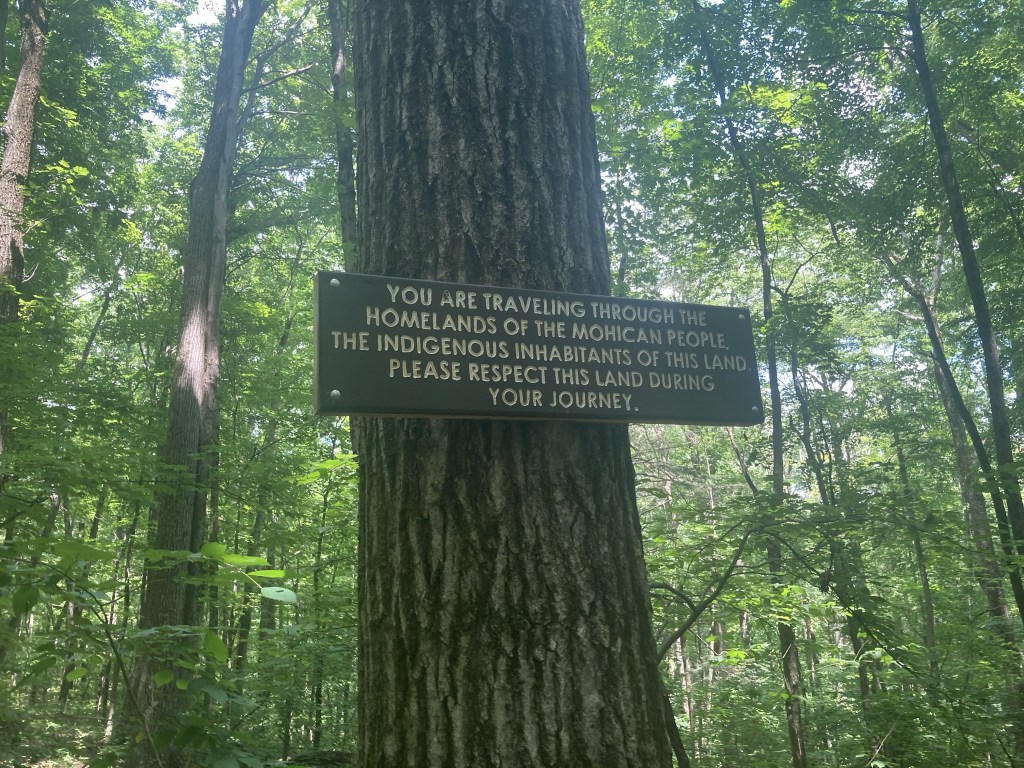 YOU ARE TRAVELING THROUGH THE
HOMELANDS OF THE MOHICAN PEOPLE,
THE INDIGENOUS INHABITANTS OF THIS LAND.
PLEASE RESPECT THIS LAND DURING
YOUR JOURNEY.